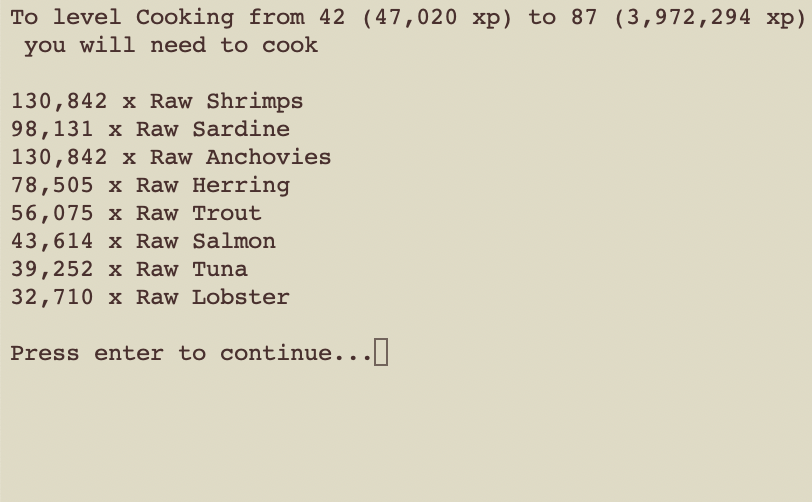 To level Cooking from 42 (47,020 xp) to 87 (3,972,294 xp)
you will need to cook
130,842 x Raw Shrimps
98,131 x Raw Sardine
130,842 x Raw Anchovies
78,505 x Raw Herring
56,075 x Raw Trout
43,614 x Raw Salmon
39,252 x Raw Tuna
32,710 x Raw Lobster
Press enter to continue...